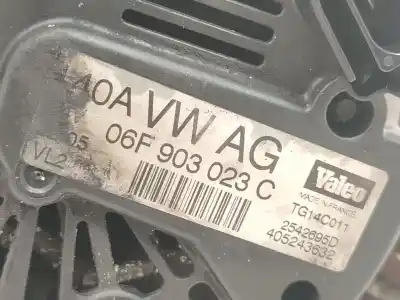 40A VW AG
05 06F 903 023 C
VL2
Valeo
MADE IN FRANCE
TG14C011
2542695D
405243632